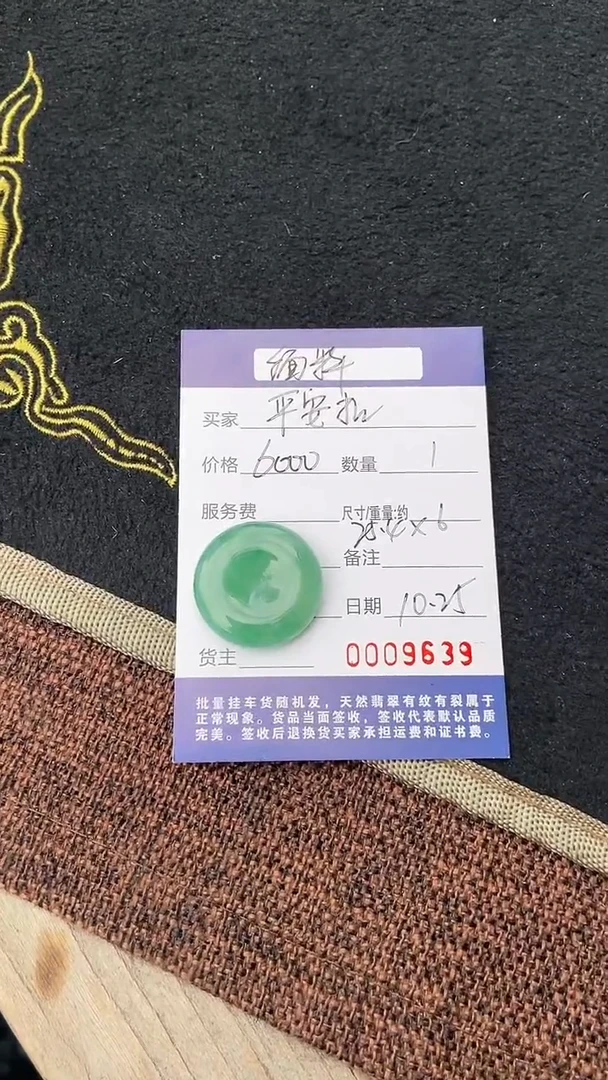 平安扣
买家
价格 6000 数量 1
服务费 尺寸/重量:约
25.4×6
备注
日期 10.25
货主 0009639
批量挂车货随机发，天然翡翠有纹有裂属于
正常现象。货品当面签收，签收代表默认品质
完美。签收后退换货买家承担运费和证书费。